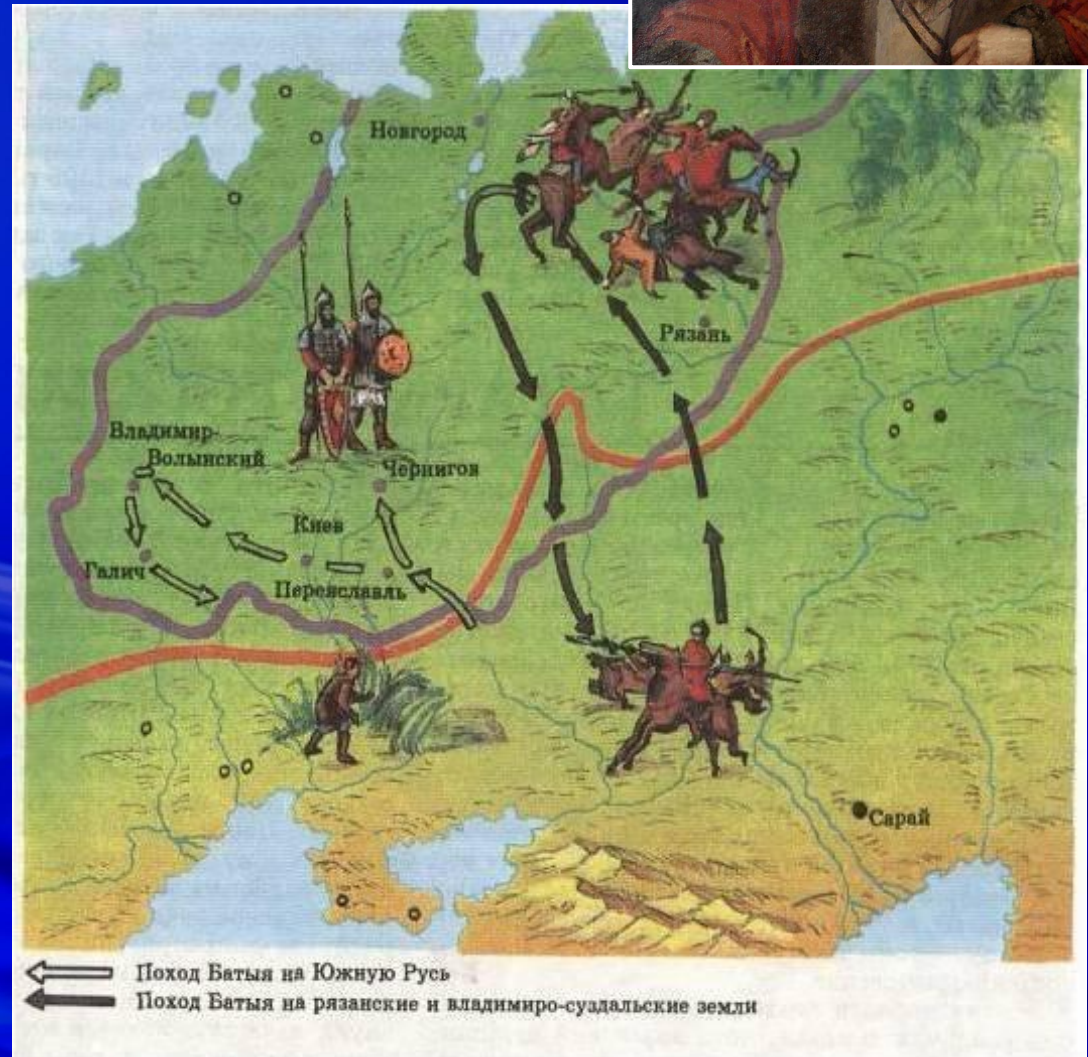 Новгород
Рязань
Владимир-
Волынский
Чернигов
Киев
Галич
Переяславль
Сарай
Поход Батыя на Южную Русь
Поход Батыя на рязанские и владимиро-суздальские земли